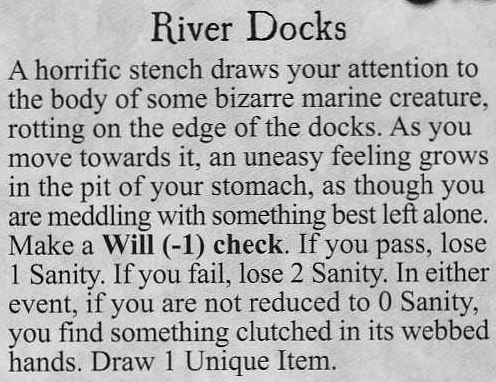 River Docks
A horrific stench draws your attention to
the body of some bizarre marine creature,
rotting on the edge of the docks. As you
move towards it, an uneasy feeling grows
in the pit of your stomach, as though you
are meddling with something best left alone.
Make a Will (-1) check. If you pass, lose
1 Sanity. If you fail, lose 2 Sanity. In either
event, if you are not reduced to 0 Sanity,
you find something clutched in its webbed
hands. Draw 1 Unique Item.